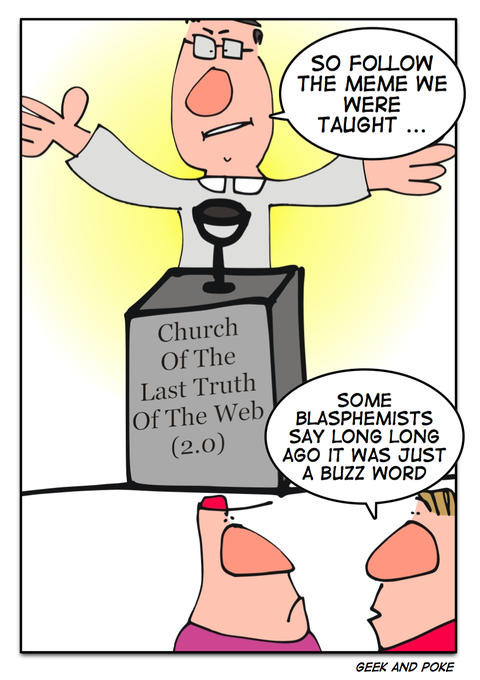 SO FOLLOW
THE MEME WE
WERE
TAUGHT ...
Church
Of The
Last Truth
Of The Web
(2.0)
SOME
BLASPHEMISTS
SAY LONG LONG
AGO IT WAS JUST
A BUZZ WORD
GEEK AND POKE